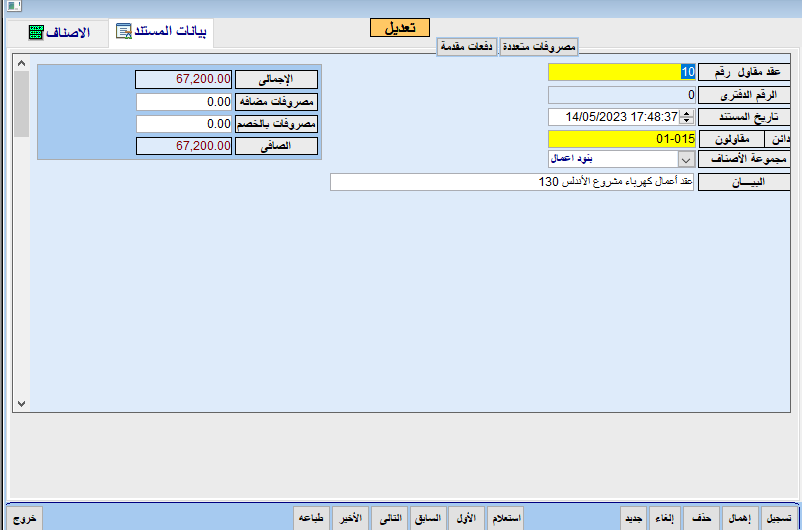 تعديل
بيانات المستند
الاصناف
مصروفات متعددة
دفعات مقدمة
عقد مقاول رقم 10
الرقم الدفترى 0
تاريخ المستند 14/05/2023 17:48:37
دائن مقاولون 01-015
مجموعة الأصناف بنود اعمال
البيـــان عقد أعمال كهرباء مشروع الأندلس 130
الإجمالى 67,200.00
مصروفات مضافه 0.00
مصروفات بالخصم 0.00
الصافى 67,200.00
تسجيل إهمال حذف إلغاء جديد استعلام الأول السابق التالى الأخير طباعه خروج